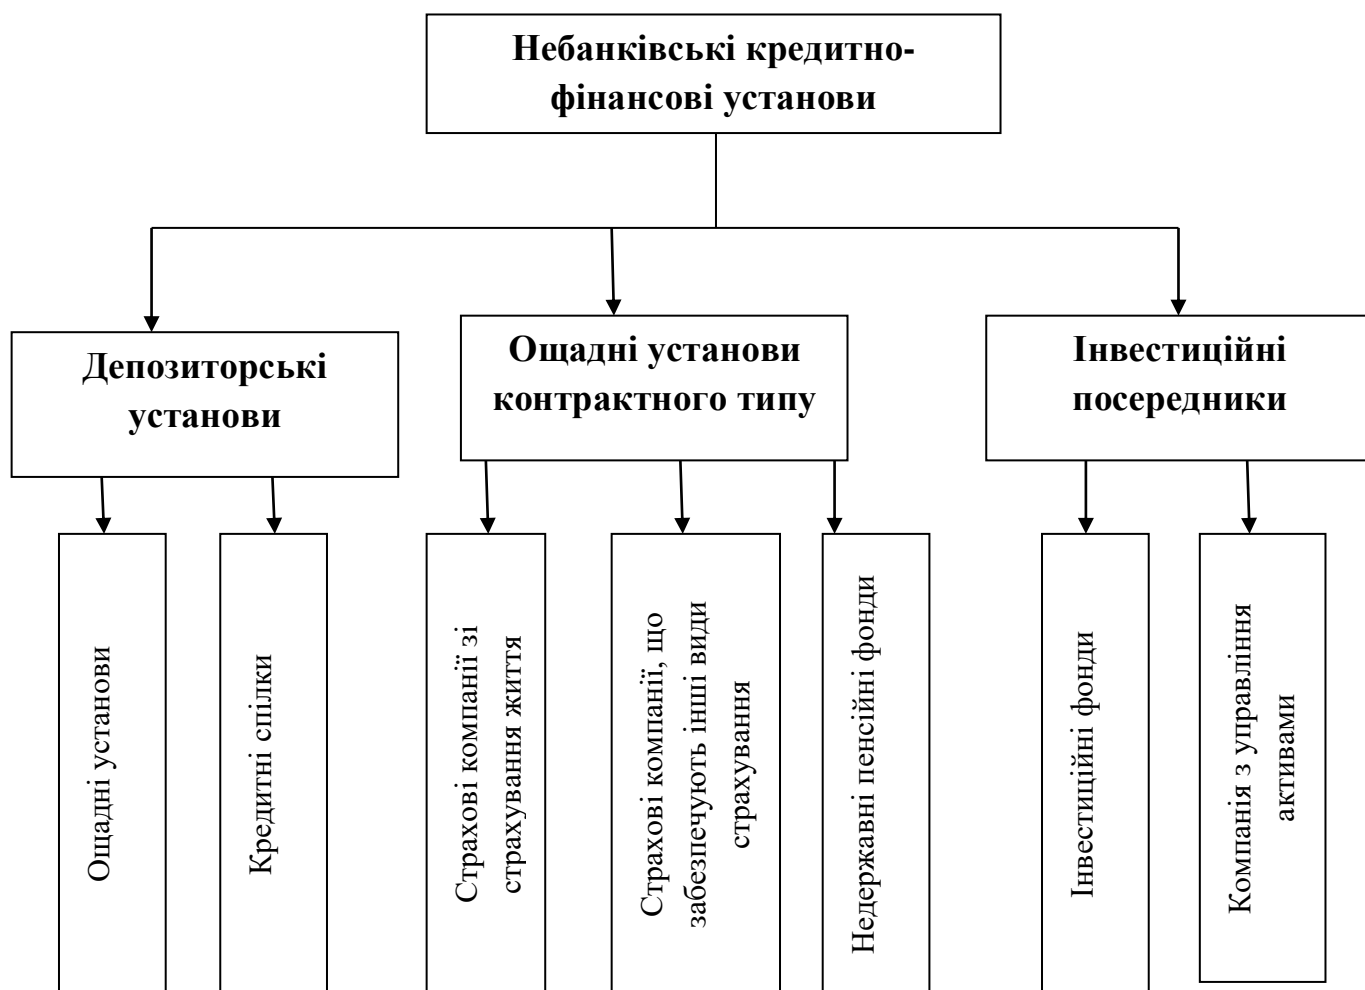 Небанківські кредитно-
фінансові установи
Депозиторські
установи
Ощадні установи
контрактного типу
Інвестиційні
посередники
Ощадні установи
Кредитні спілки
Страхові компанії зі
страхування життя
Страхові компанії, що
забезпечують інші види
страхування
Недержавні пенсійні фонди
Інвестиційні фонди
Компанія з управління
активами